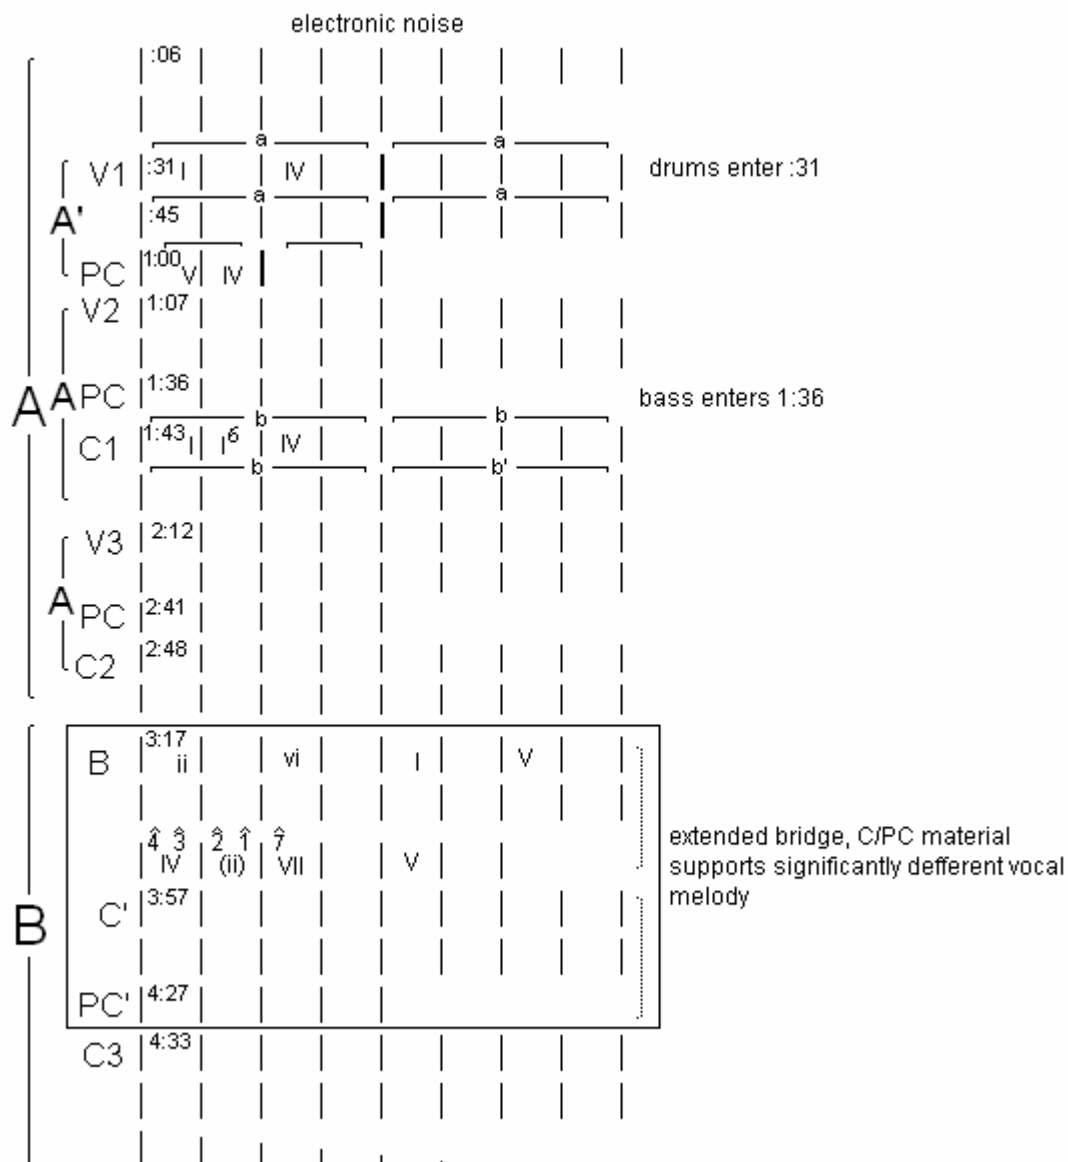 electronic noise
:06
a a
V1 :31 I IV drums enter :31
a a
A' :45
PC 1:00 V IV
V2 1:07
A A PC 1:36 bass enters 1:36
b b
C1 1:43 I I6 IV
b b'
V3 2:12
A PC 2:41
C2 2:48
B 3:17 ii vi I V
4̂ 3̂ 2̂ 1̂ 7̂
IV (ii) VII V
extended bridge, C/PC material
supports significantly defferent vocal
melody
B C' 3:57
PC' 4:27
C3 4:33